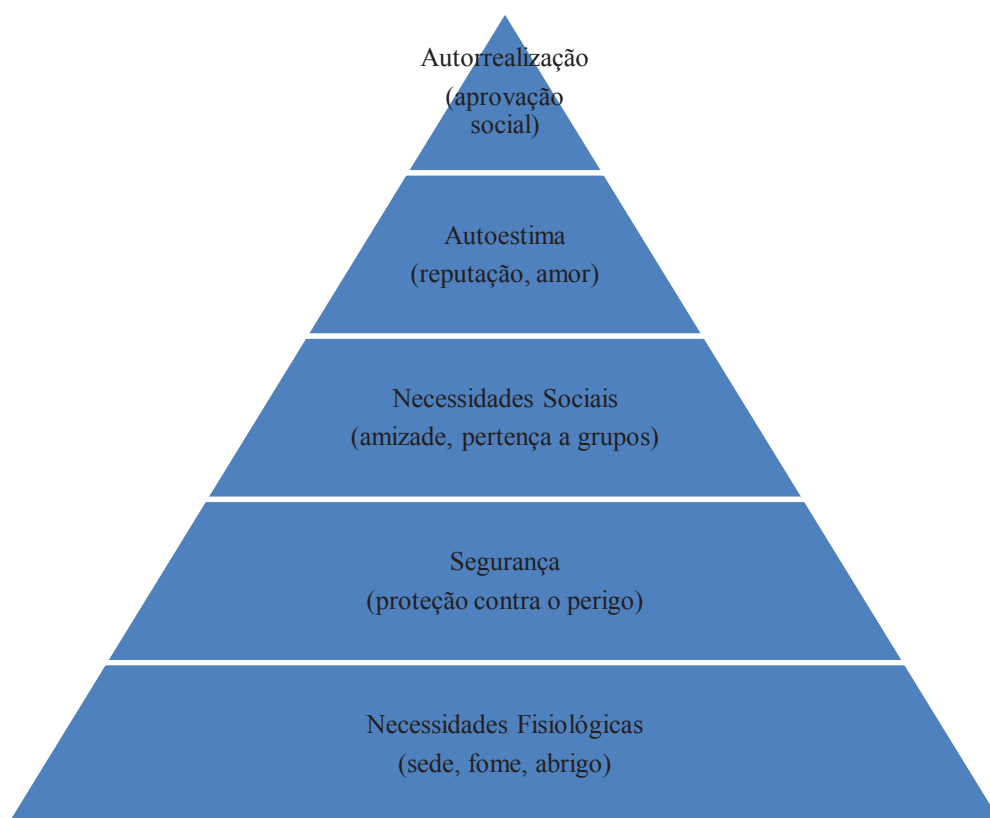 Autorrealização
(aprovação
social)
Autoestima
(reputação, amor)
Necessidades Sociais
(amizade, pertença a grupos)
Segurança
(proteção contra o perigo)
Necessidades Fisiológicas
(sede, fome, abrigo)